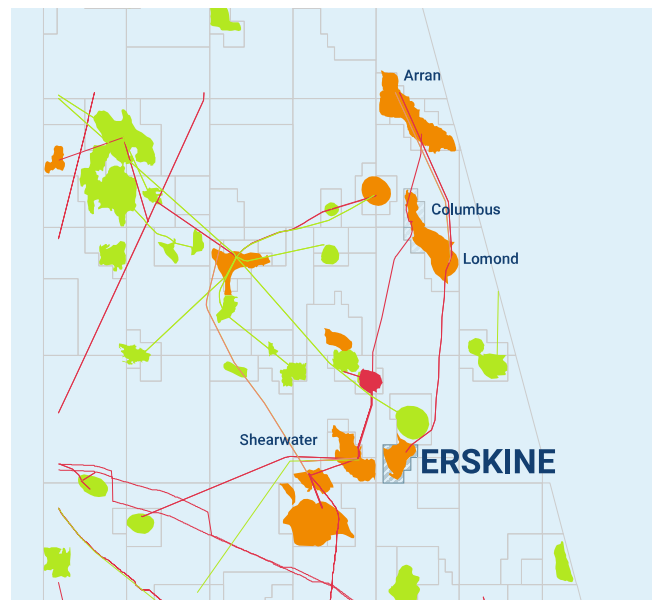 Arran
Columbus
Lomond
Shearwater
ERSKINE